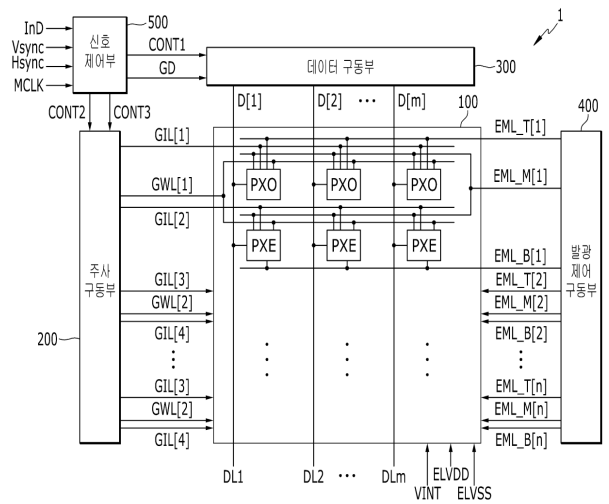 500
1
InD
Vsync
Hsync
MCLK
신호
제어부
CONT1
GD
데이터 구동부
300
CONT2
CONT3
D[1]
D[2]
D[m]
100
400
GIL[1]
GWL[1]
GIL[2]
PXO
PXO
PXO
PXE
PXE
PXE
EML_T[1]
EML_M[1]
EML_B[1]
EML_T[2]
EML_M[2]
EML_B[2]
발광
제어
구동부
주사
구동부
200
GIL[3]
GWL[2]
GIL[4]
GIL[3]
GWL[2]
GIL[4]
EML_T[n]
EML_M[n]
EML_B[n]
DL1
DL2
DLm
VINT
ELVDD
ELVSS